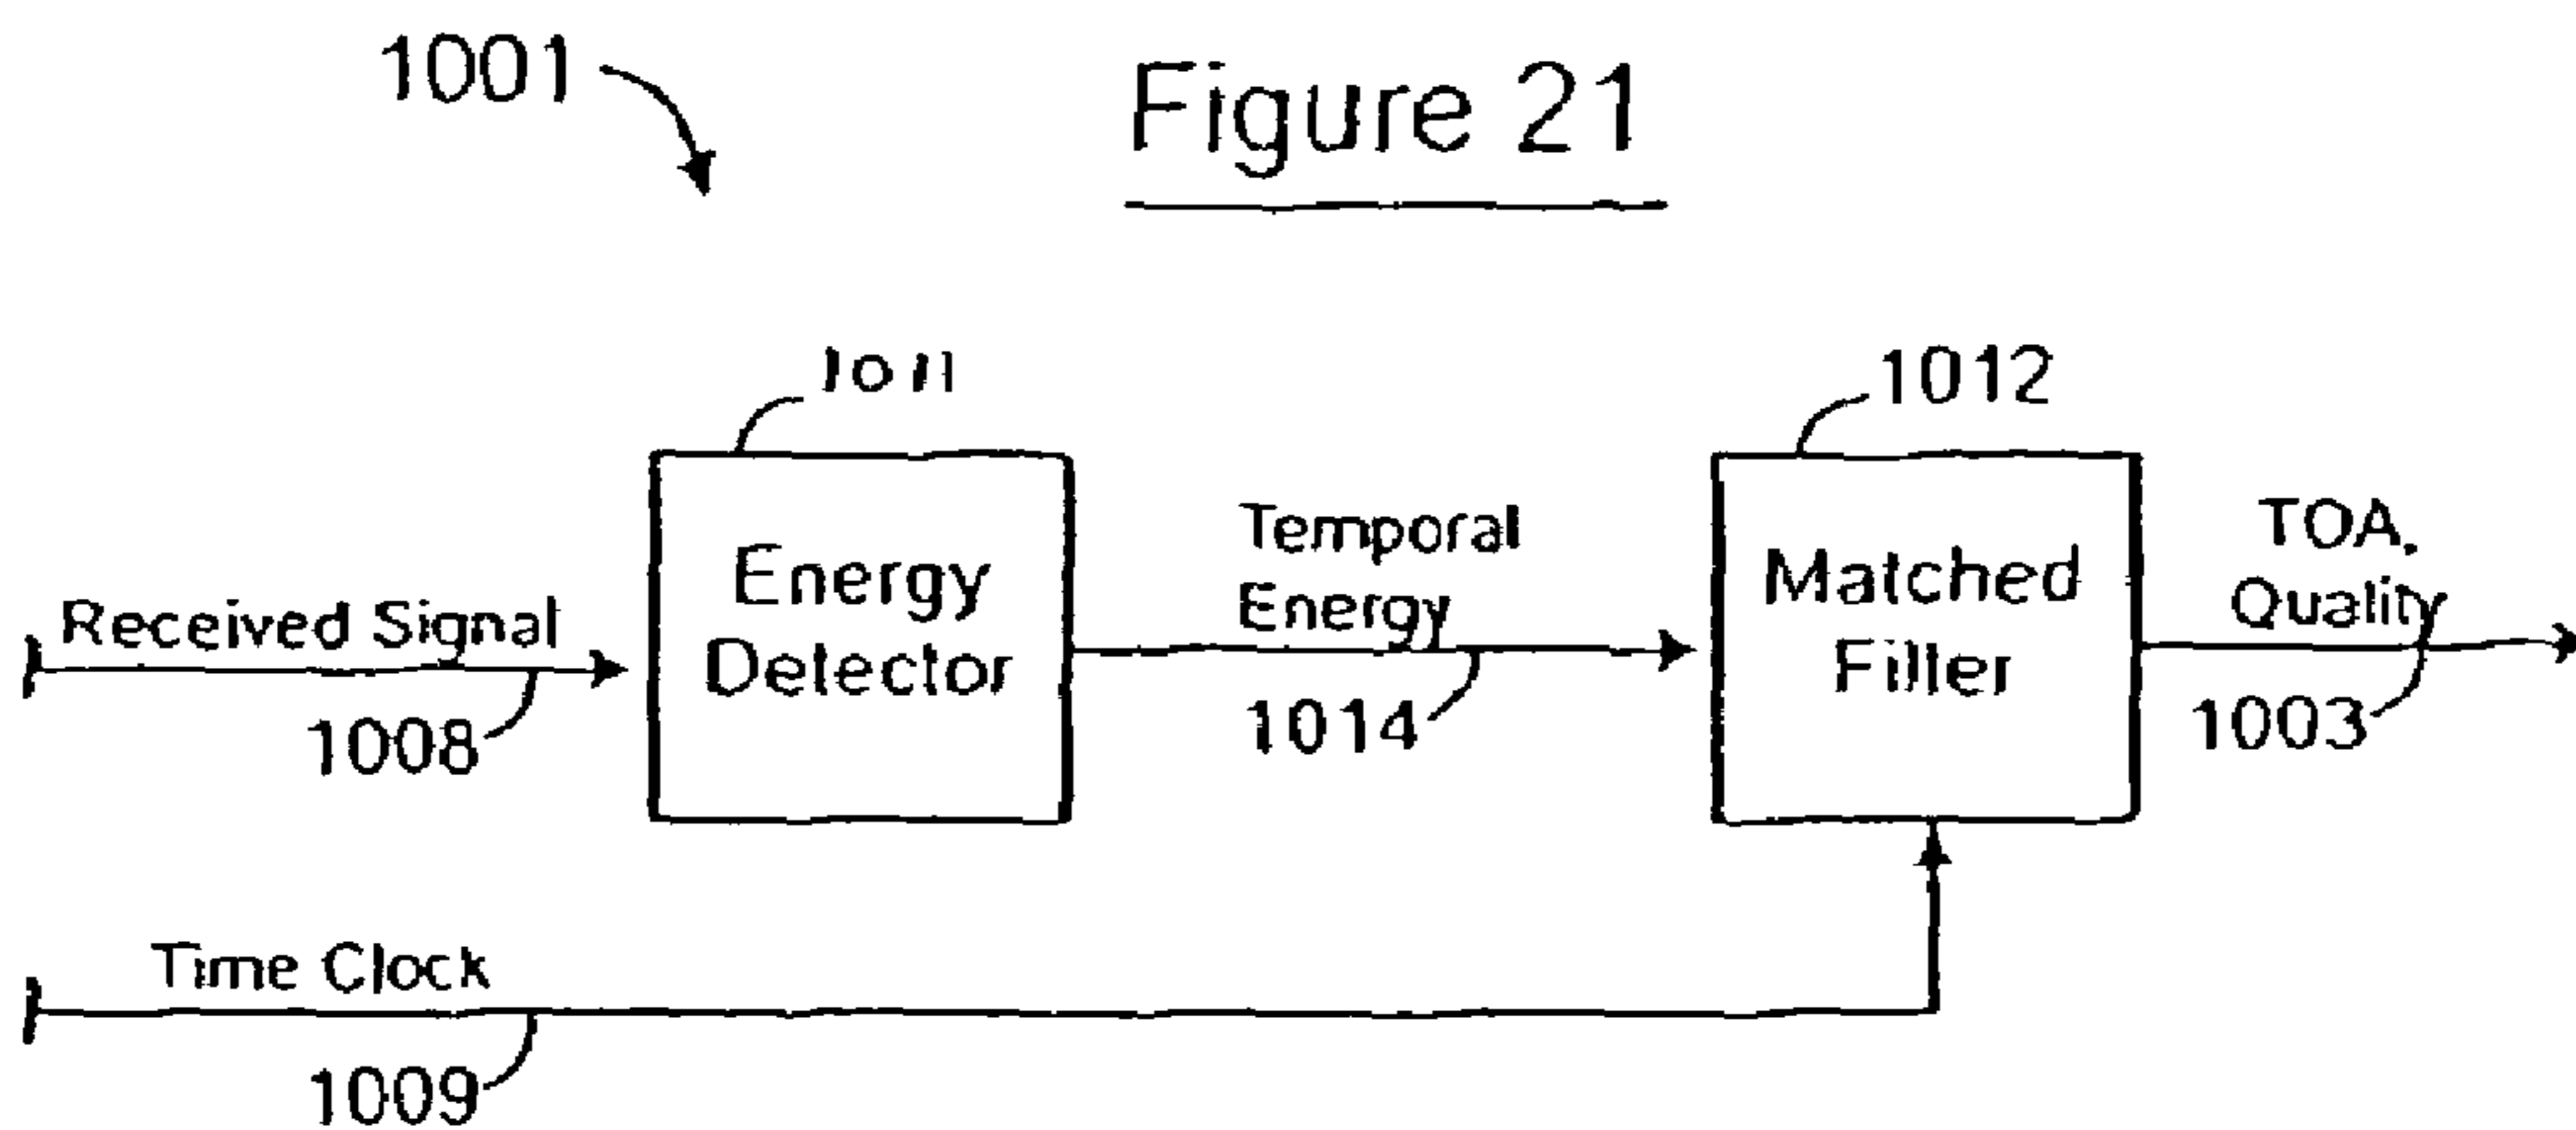 1001
Figure 21
1011
1012
Energy
Detector
Temporal
Energy
Matched
Filler
TOA,
Quality
Received Signal
1008
1014
1003
Time Clock
1009